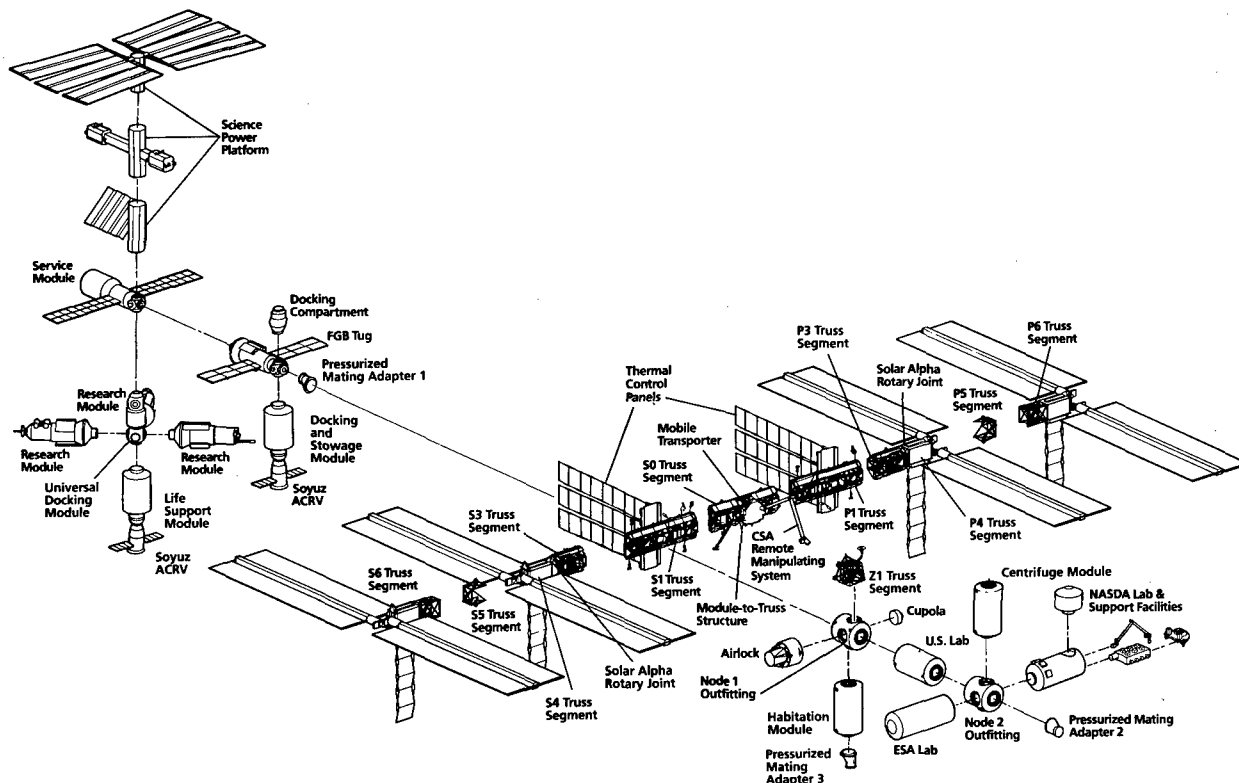 Science
Power
Platform
Service
Module
Docking
Compartment
FGB Tug
Pressurized
Mating Adapter 1
Research
Module
Research
Module
Research
Module
Universal
Docking
Module
Life
Support
Module
Soyuz
ACRV
Docking
and
Stowage
Module
Soyuz
ACRV
Thermal
Control
Panels
Mobile
Transporter
S0 Truss
Segment
P3 Truss
Segment
Solar Alpha
Rotary Joint
P5 Truss
Segment
P6 Truss
Segment
P1 Truss
Segment
P4 Truss
Segment
S3 Truss
Segment
S6 Truss
Segment
S5 Truss
Segment
S4 Truss
Segment
Solar Alpha
Rotary Joint
S1 Truss
Segment
CSA
Remote
Manipulating
System
Module-to-Truss
Structure
Z1 Truss
Segment
Centrifuge Module
NASDA Lab &
Support Facilities
Cupola
U.S. Lab
Airlock
Node 1
Outfitting
Habitation
Module
Pressurized
Mating
Adapter 3
ESA Lab
Node 2
Outfitting
Pressurized Mating
Adapter 2